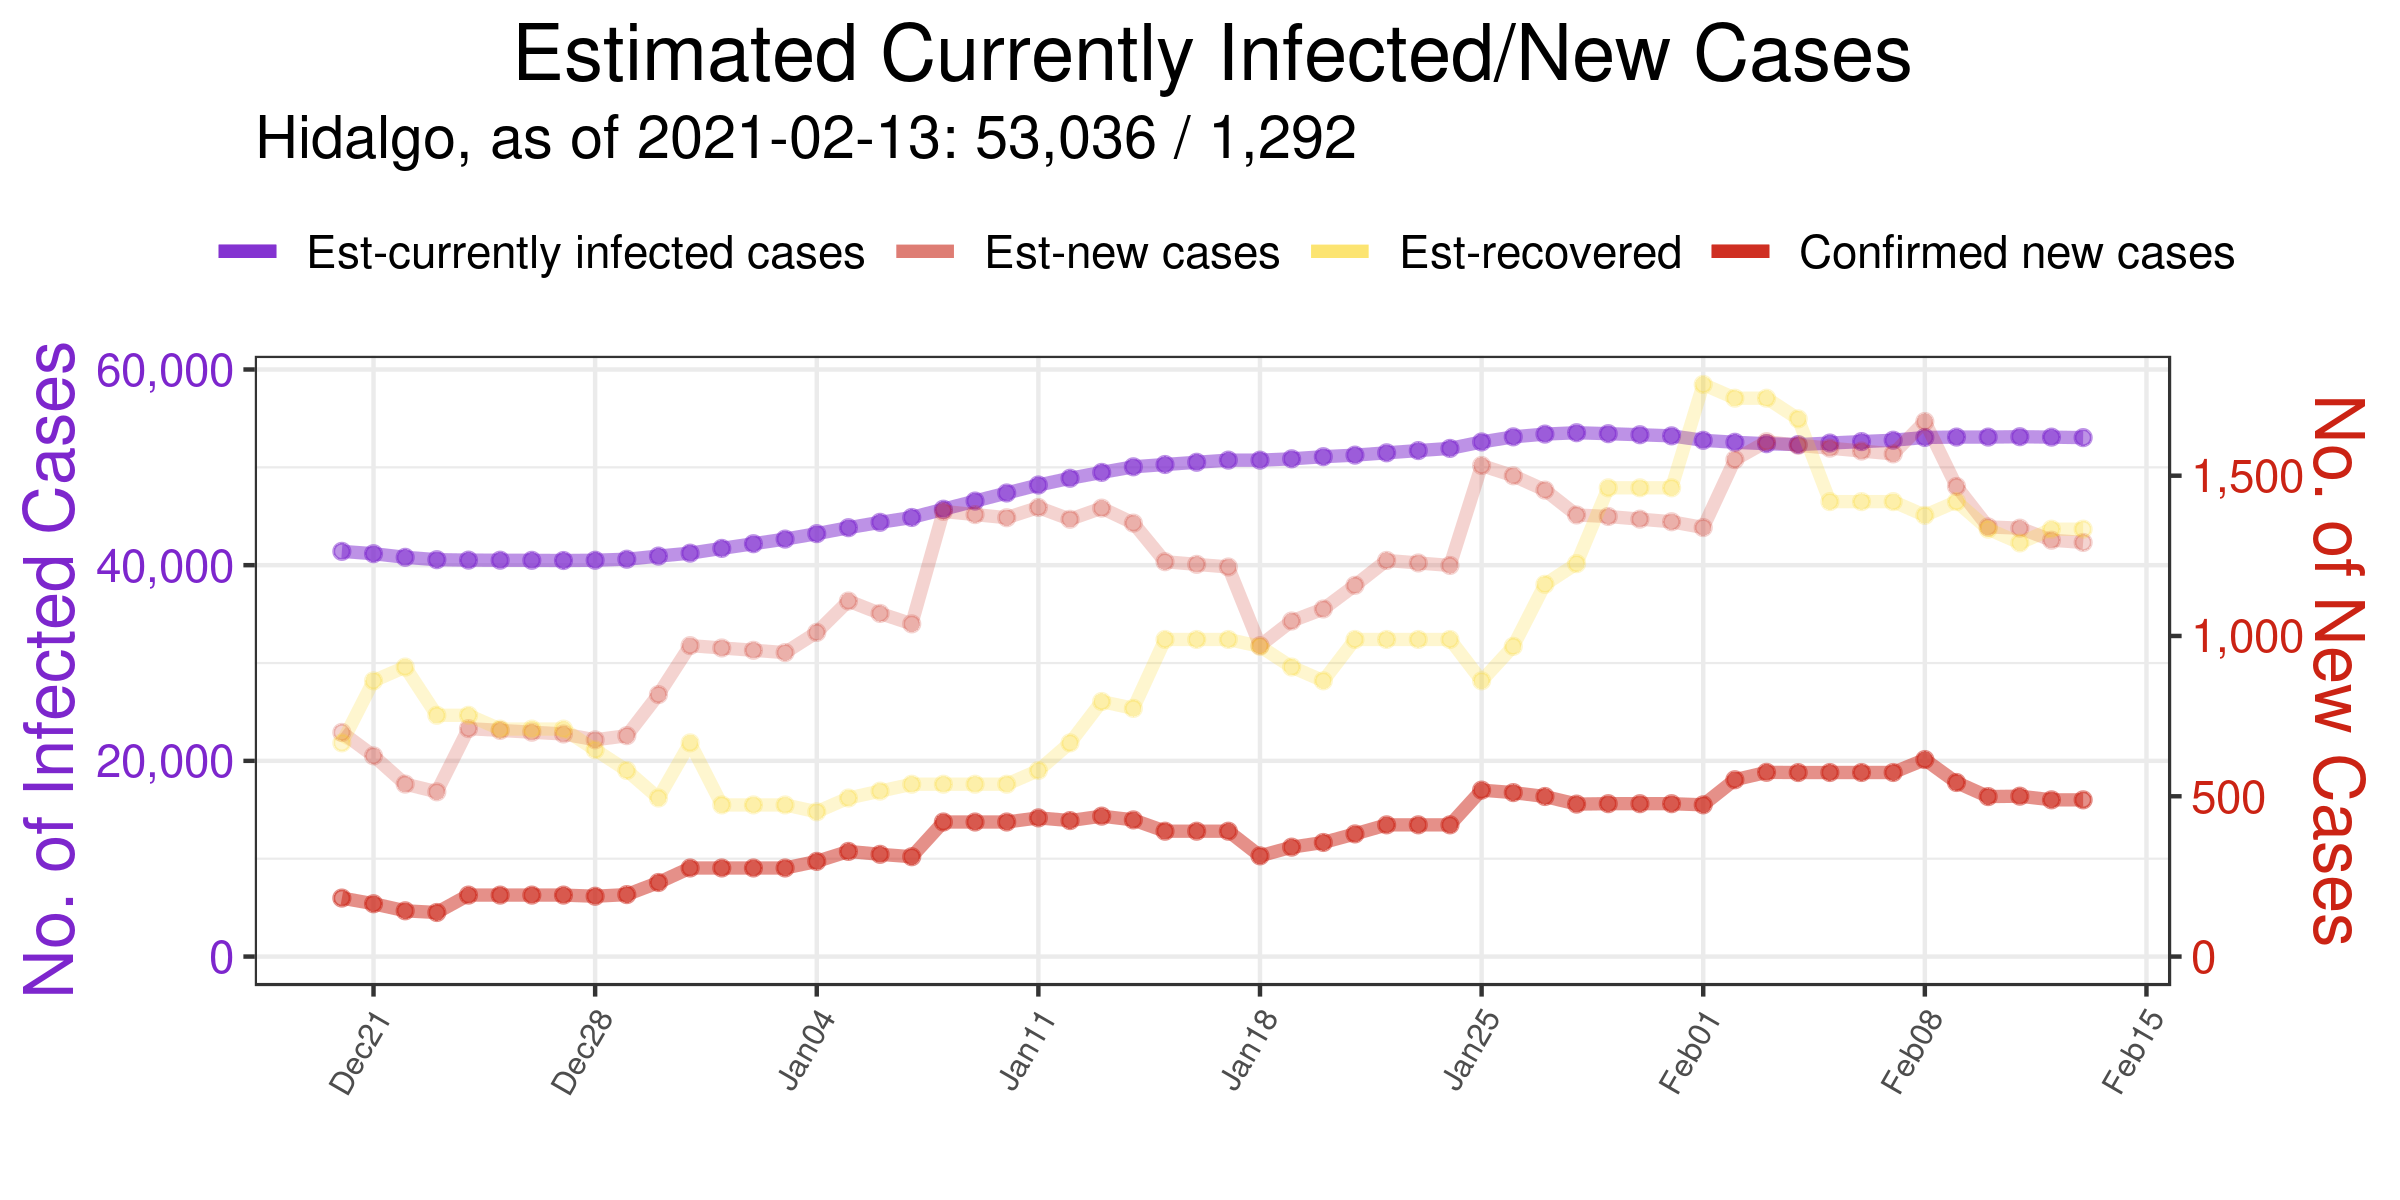 Estimated Currently Infected/New Cases
Hidalgo, as of 2021-02-13: 53,036 / 1,292
Est-currently infected cases Est-new cases Est-recovered Confirmed new cases
No. of Infected Cases
60,000
40,000
20,000
0
1,500
1,000
500
0
No. of New Cases
Dec21 Dec28 Jan04 Jan11 Jan18 Jan25 Feb01 Feb08 Feb15